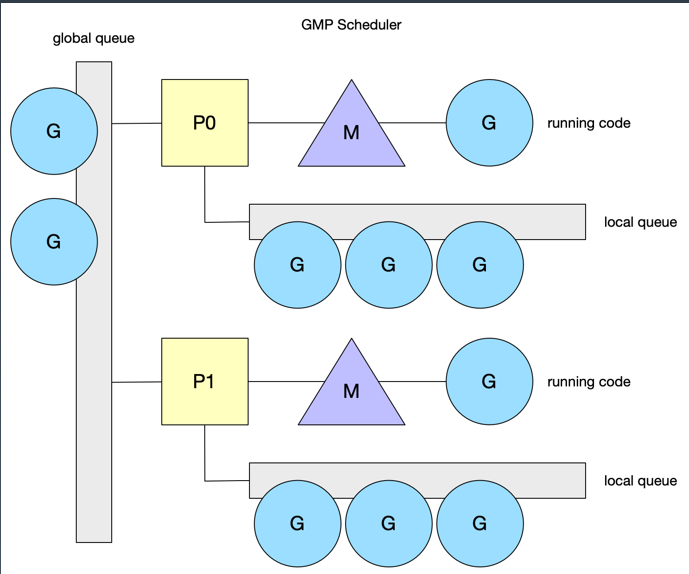 GMP Scheduler
global queue
G
P0
M
G
running code
G
local queue
G
G
G
P1
M
G
running code
local queue
G
G
G